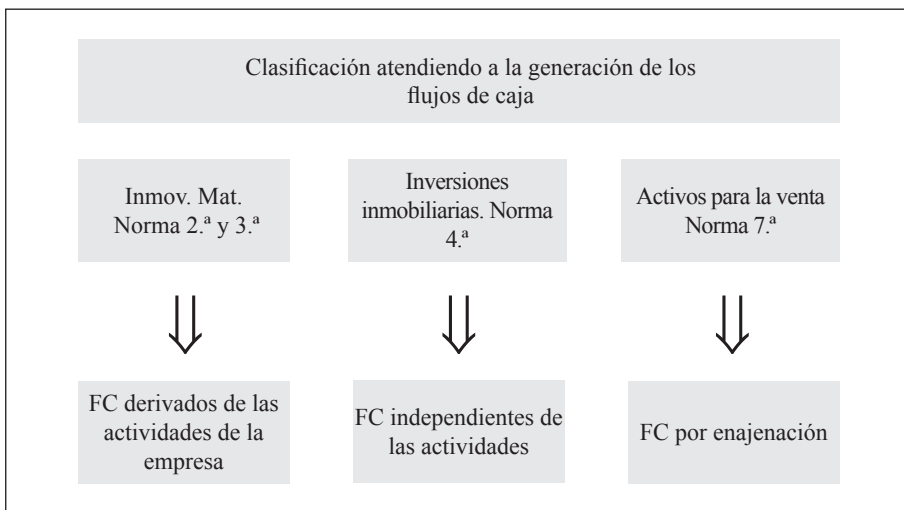 Clasificación atendiendo a la generación de los
flujos de caja
Inmov. Mat.
Norma 2.ª y 3.ª
Inversiones
inmobiliarias. Norma
4.ª
Activos para la venta
Norma 7.ª
FC derivados de las
actividades de la
empresa
FC independientes de
las actividades
FC por enajenación